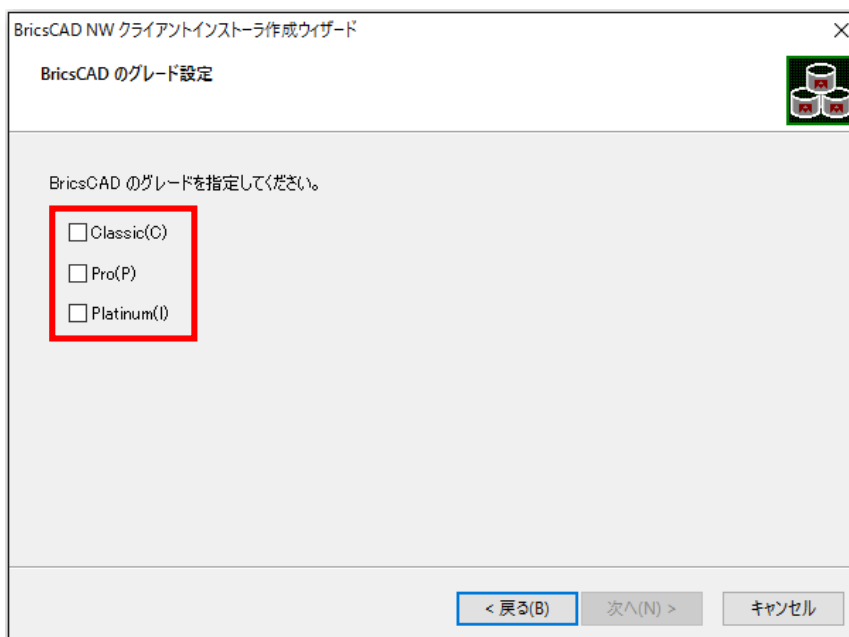 BricsCAD NW クライアントインストーラ作成ウィザード
BricsCAD のグレード設定
BricsCAD のグレードを指定してください。
Classic(C)
Pro(P)
Platinum(I)
< 戻る(B) 次へ(N) > キャンセル